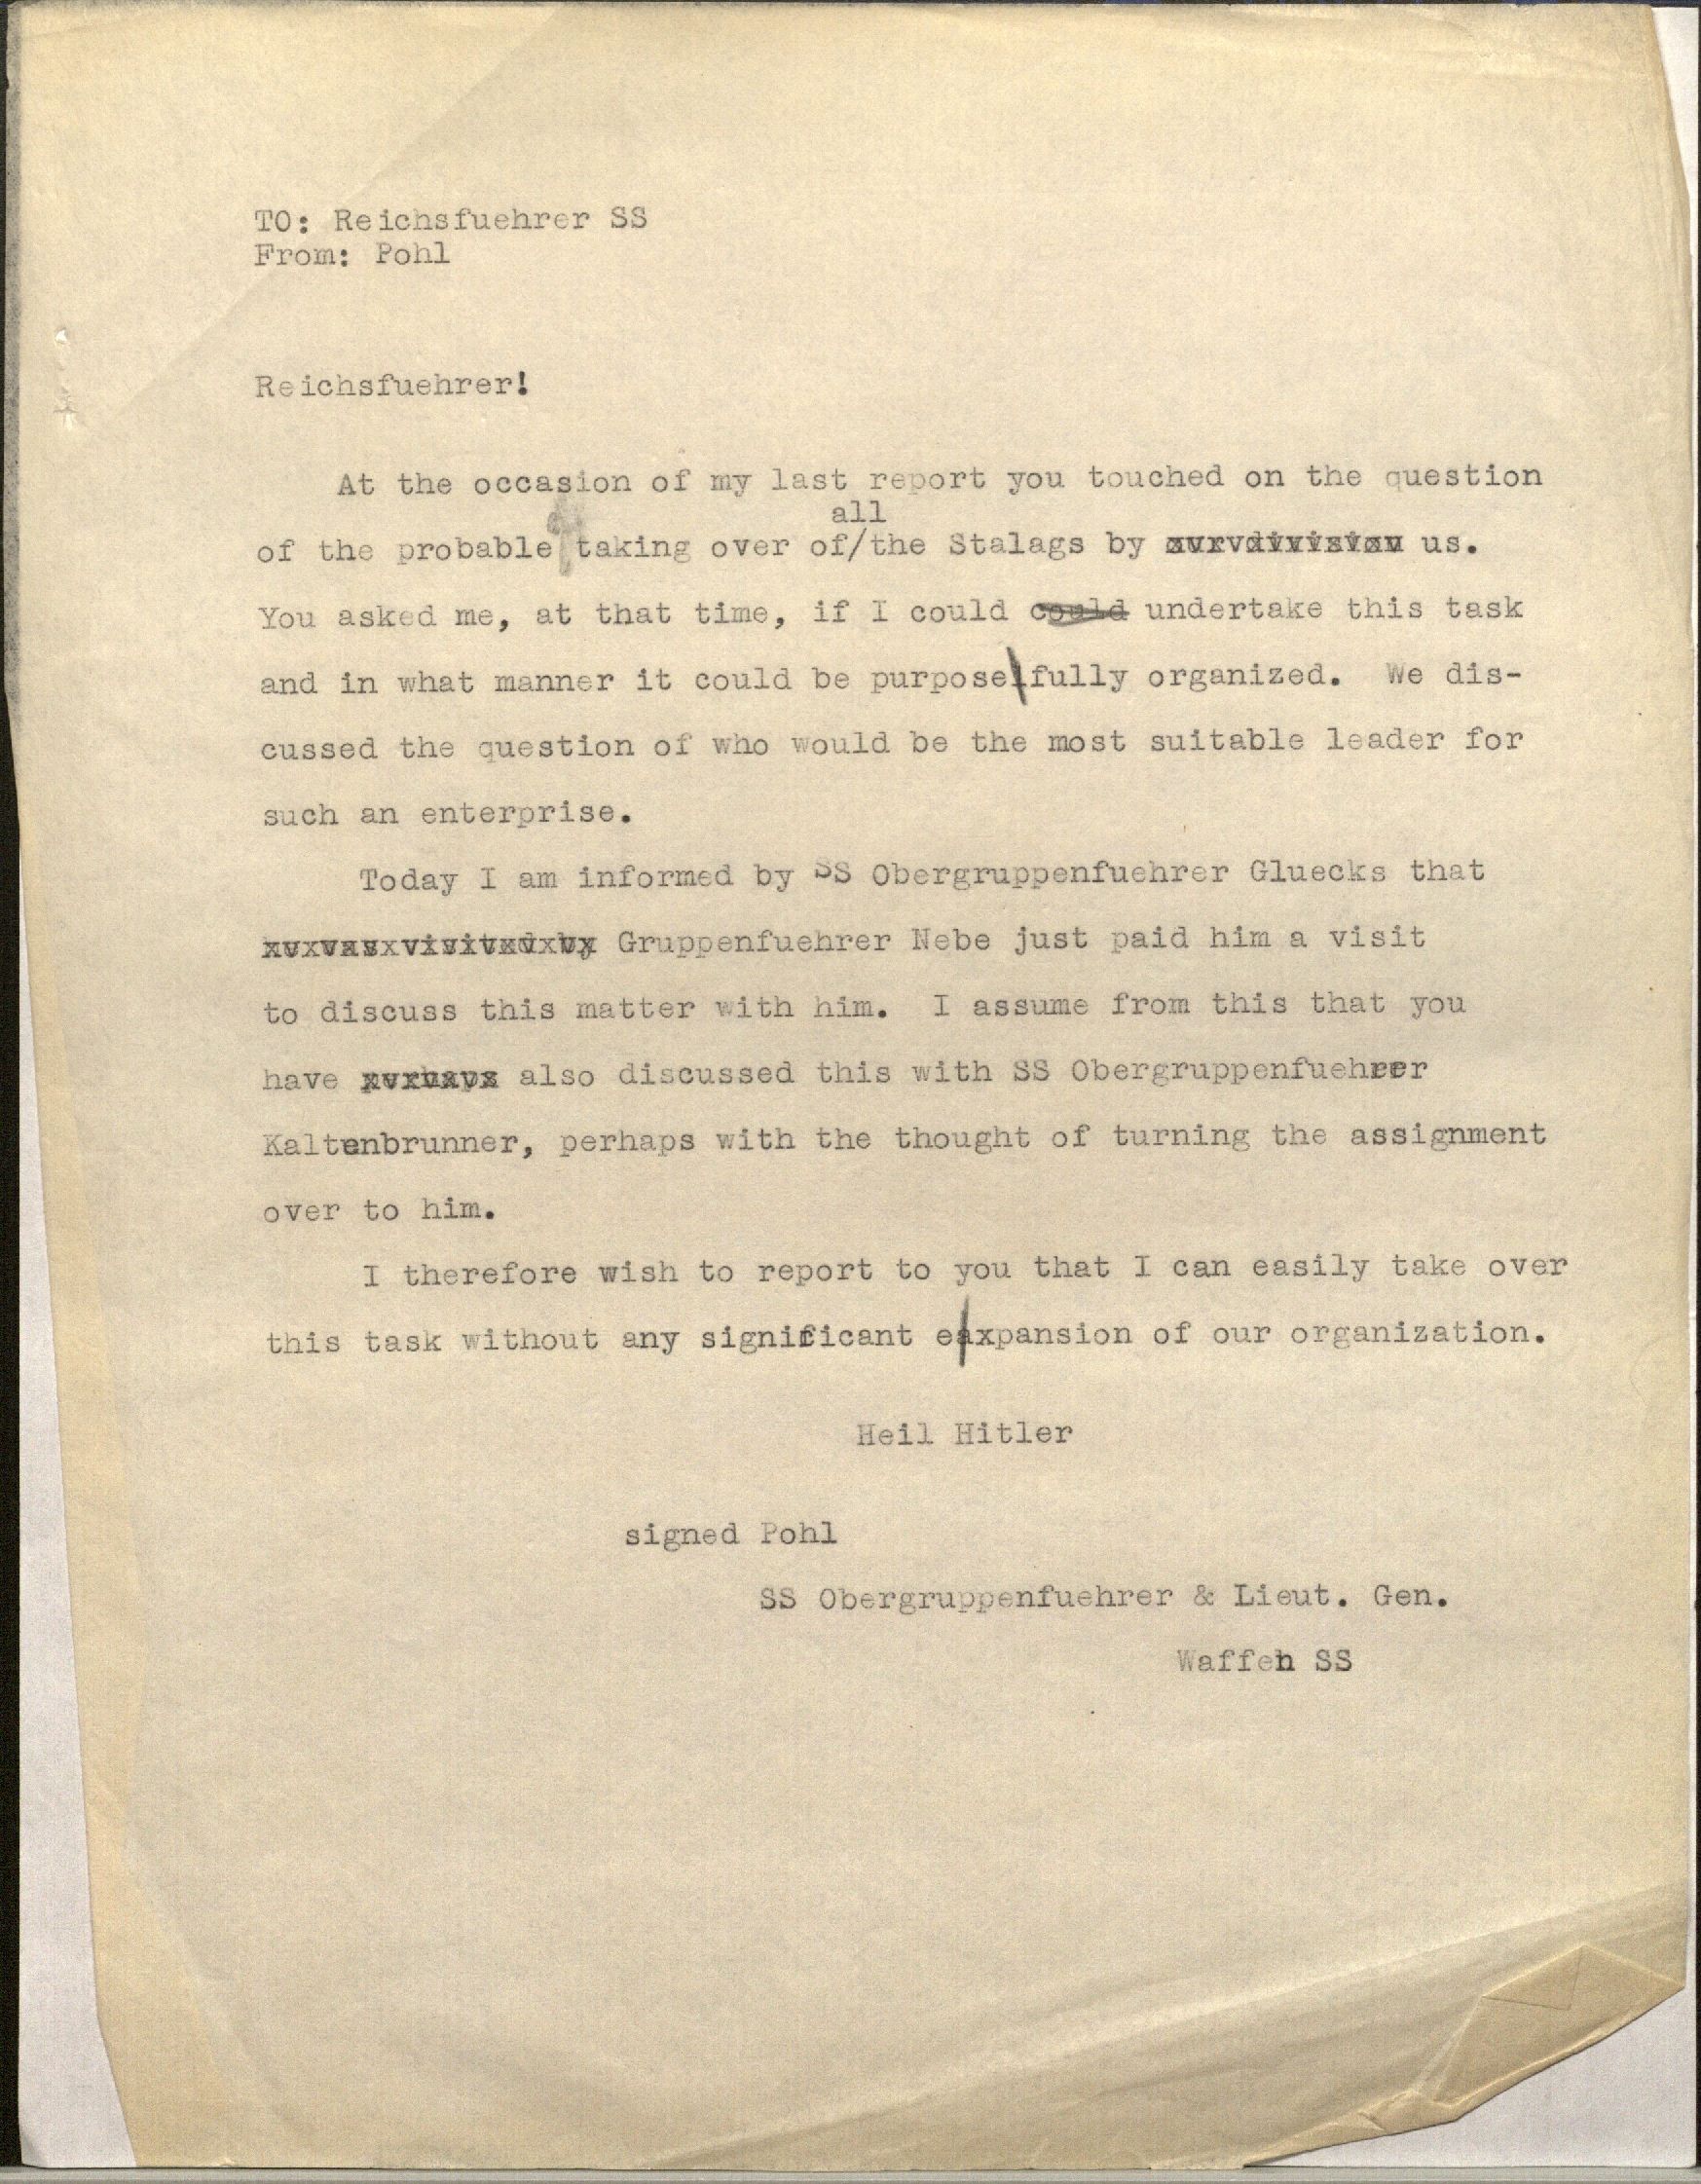 TO: Reichsfuehrer SS
From: Pohl
Reichsfuehrer!
At the occasion of my last report you touched on the question
all
of the probable taking over of/the Stalags by us.
You asked me, at that time, if I could could undertake this task
and in what manner it could be purposefully organized. We dis-
cussed the question of who would be the most suitable leader for
such an enterprise.
Today I am informed by SS Obergruppenfuehrer Gluecks that
Gruppenfuehrer Nebe just paid him a visit
to discuss this matter with him. I assume from this that you
have also discussed this with SS Obergruppenfuehrer
Kaltenbrunner, perhaps with the thought of turning the assignment
over to him.
I therefore wish to report to you that I can easily take over
this task without any significant expansion of our organization.
Heil Hitler
signed Pohl
SS Obergruppenfuehrer & Lieut. Gen.
Waffen SS